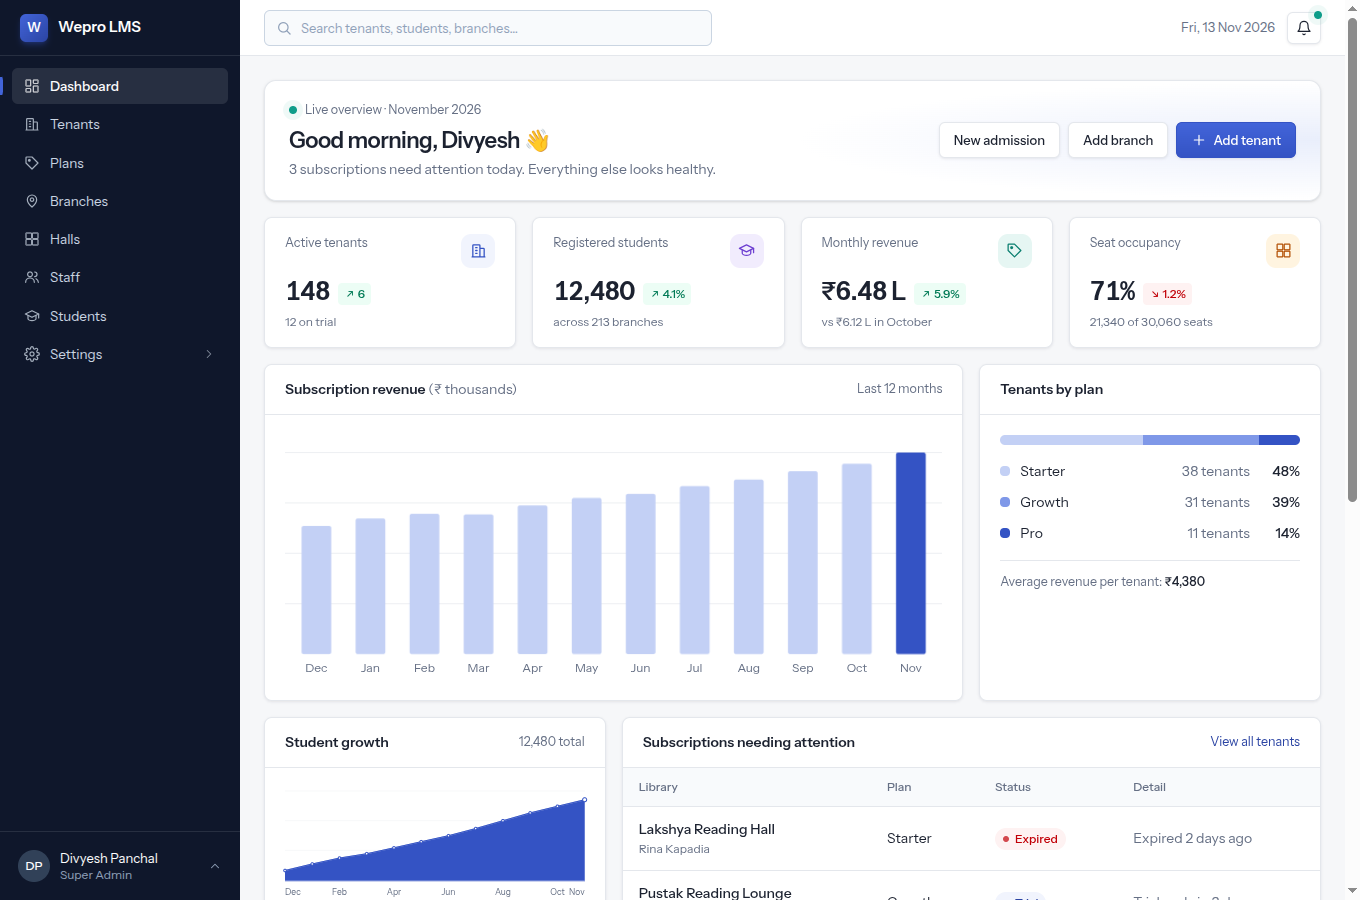 W Wepro LMS
Dashboard
Tenants
Plans
Branches
Halls
Staff
Students
Settings
DP
Divyesh Panchal
Super Admin
Search tenants, students, branches...
Fri, 13 Nov 2026
Live overview · November 2026
Good morning, Divyesh 👋
3 subscriptions need attention today. Everything else looks healthy.
New admission
Add branch
Add tenant
Active tenants
148 ↗ 6
12 on trial
Registered students
12,480 ↗ 4.1%
across 213 branches
Monthly revenue
₹6.48 L ↗ 5.9%
vs ₹6.12 L in October
Seat occupancy
71% ↘ 1.2%
21,340 of 30,060 seats
Subscription revenue (₹ thousands) Last 12 months
Dec Jan Feb Mar Apr May Jun Jul Aug Sep Oct Nov
Tenants by plan
Starter 38 tenants 48%
Growth 31 tenants 39%
Pro 11 tenants 14%
Average revenue per tenant: ₹4,380
Student growth 12,480 total
Dec Feb Apr Jun Aug Oct Nov
Subscriptions needing attention View all tenants
Library Plan Status Detail
Lakshya Reading Hall Starter Expired Expired 2 days ago
Rina Kapadia
Pustak Reading Lounge